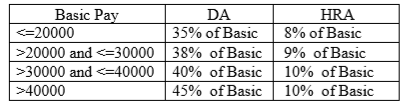 Basic Pay DA HRA
<=20000 35% of Basic 8% of Basic
>20000 and <=30000 38% of Basic 9% of Basic
>30000 and <=40000 40% of Basic 10% of Basic
>40000 45% of Basic 10% of Basic